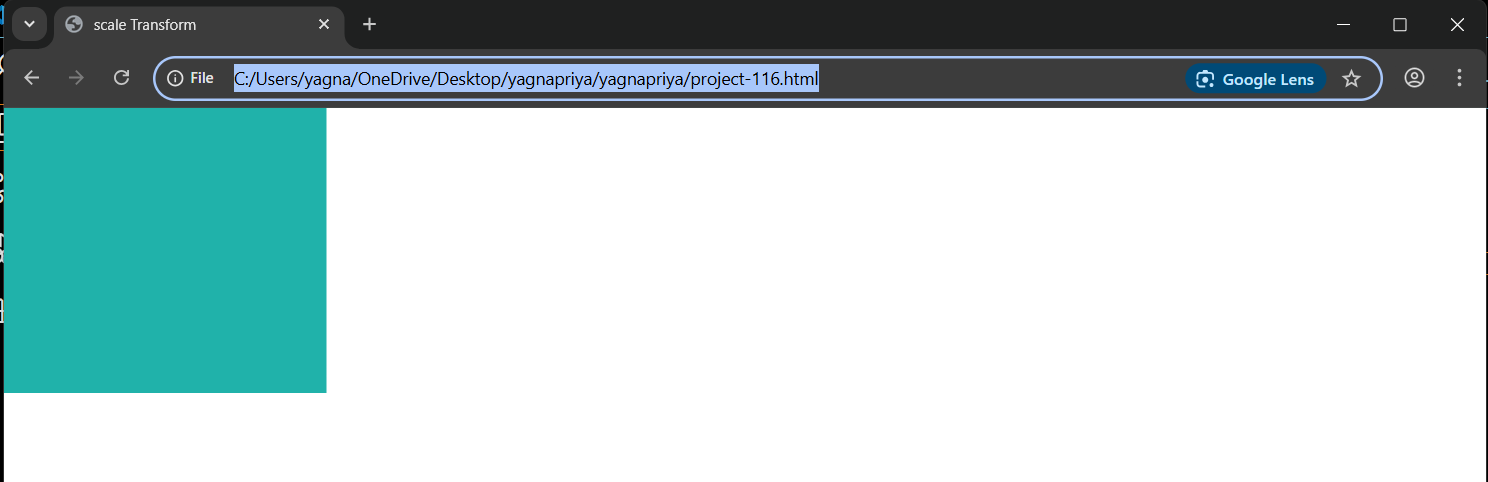 scale Transform
File C:/Users/yagna/OneDrive/Desktop/yagnapriya/yagnapriya/project-116.html Google Lens